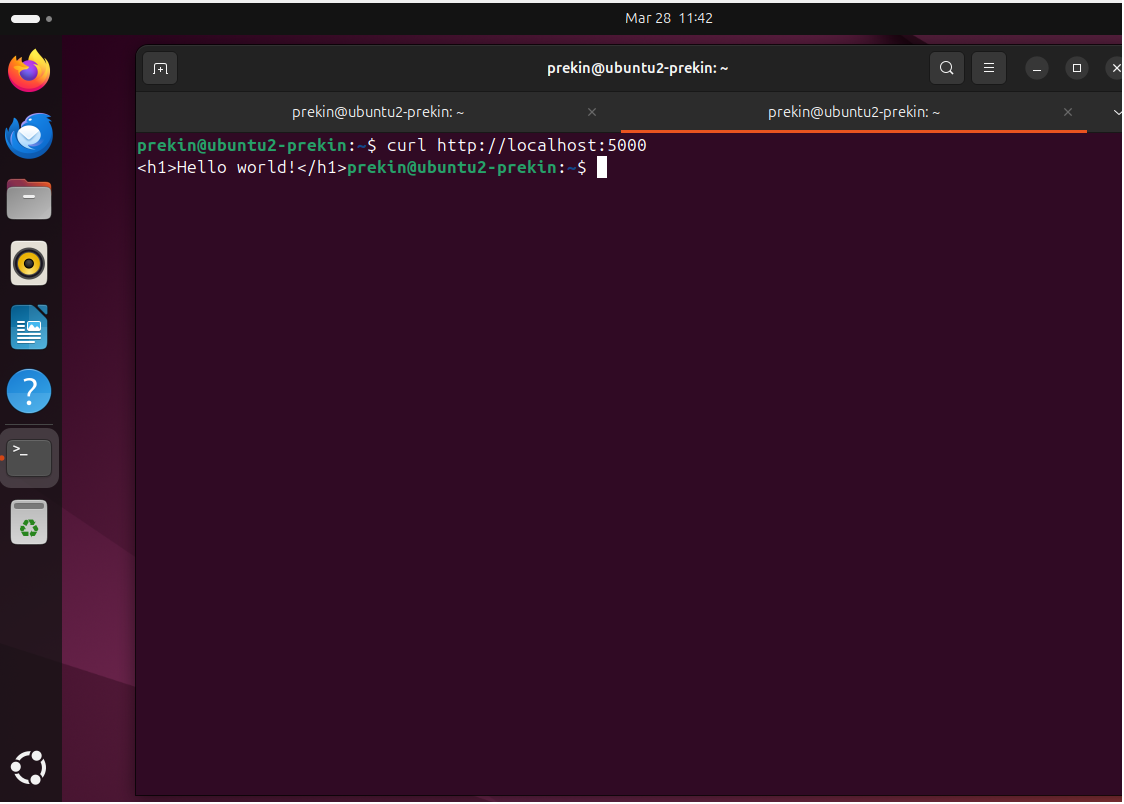 Mar 28 11:42
prekin@ubuntu2-prekin: ~
prekin@ubuntu2-prekin: ~
prekin@ubuntu2-prekin: ~
prekin@ubuntu2-prekin:~$ curl http://localhost:5000
<h1>Hello world!</h1>prekin@ubuntu2-prekin:~$